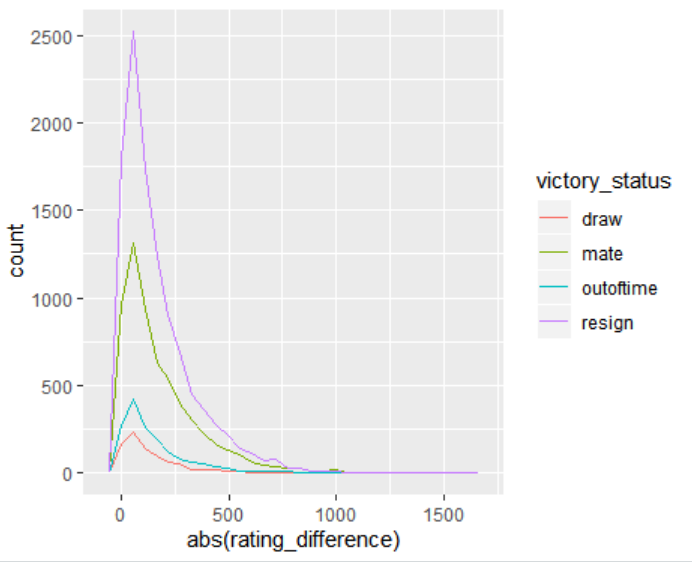 2500
2000
1500
1000
500
0
count
0 500 1000 1500
abs(rating_difference)
victory_status
draw
mate
outoftime
resign